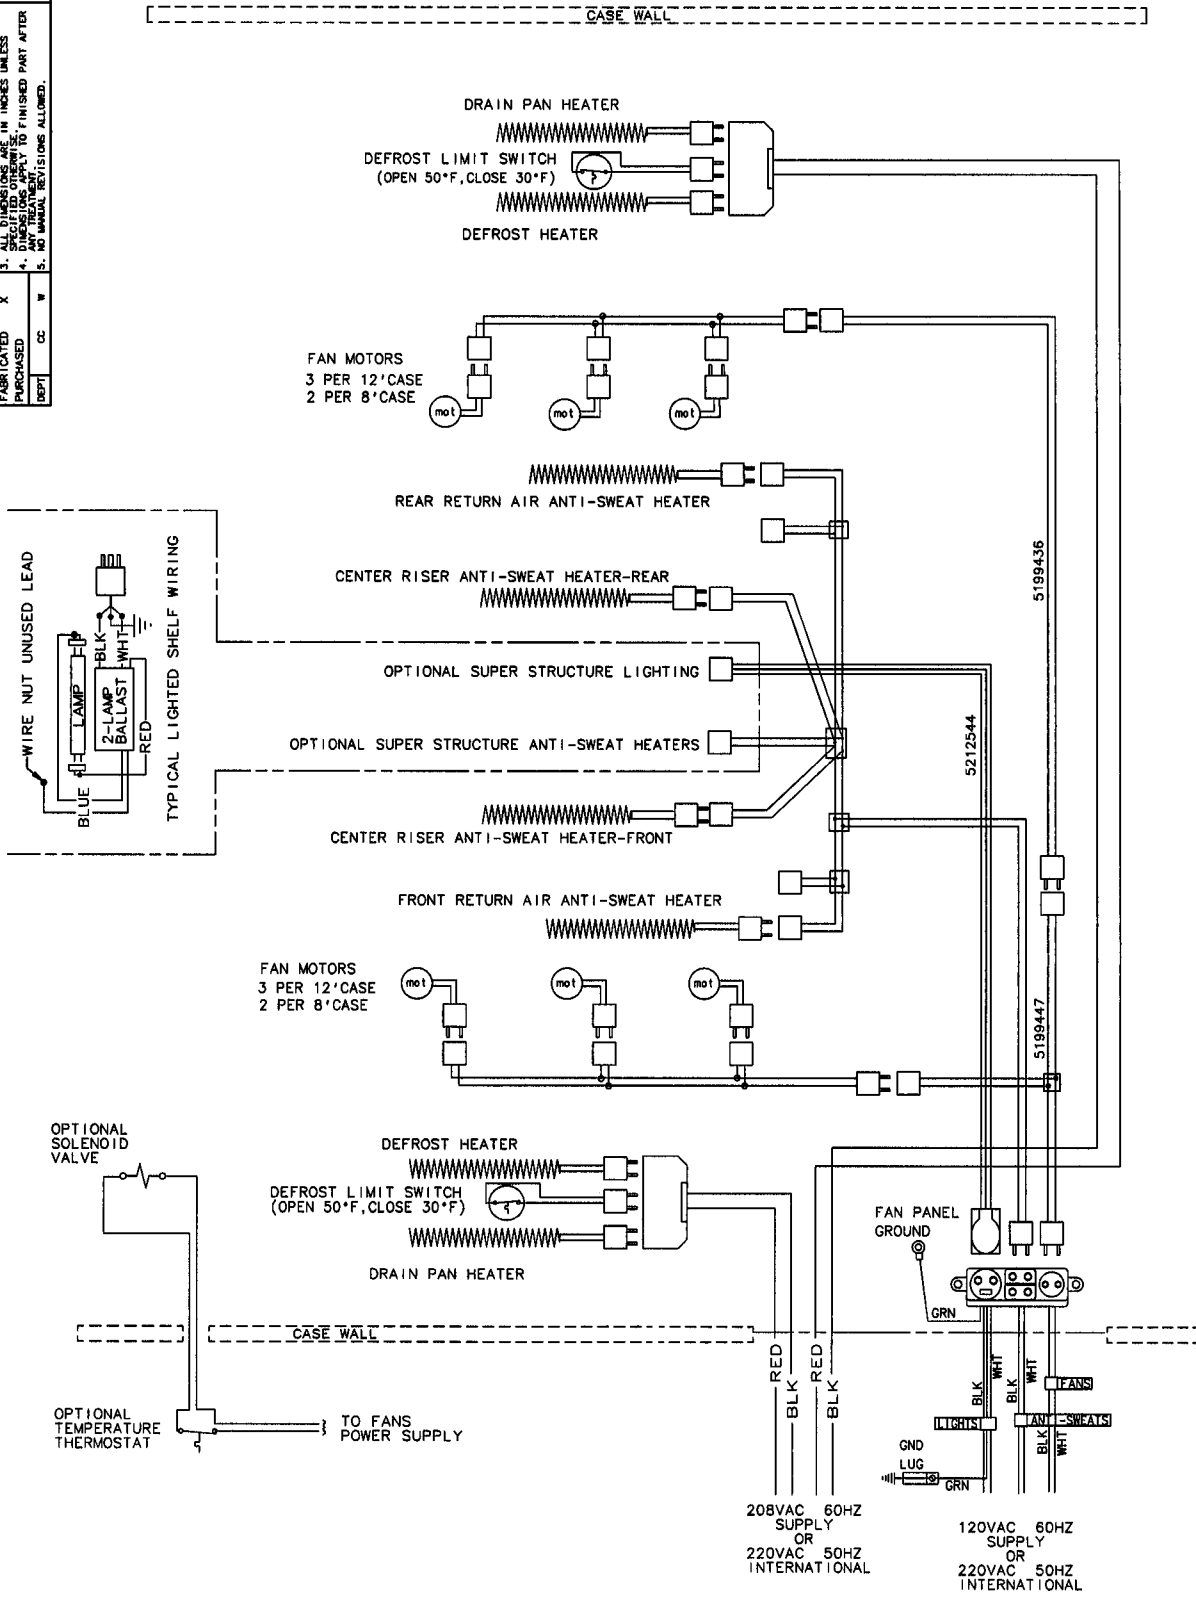 CASE WALL
3. ALL DIMENSIONS ARE IN INCHES UNLESS
SPECIFIED OTHERWISE.
4. DIMENSIONS APPLY TO FINISHED PART AFTER
ANY TREATMENT.
5. NO MANUAL REVISIONS ALLOWED.
FABRICATED X
PURCHASED
DEPT CC W
DRAIN PAN HEATER
DEFROST LIMIT SWITCH
(OPEN 50°F,CLOSE 30°F)
DEFROST HEATER
FAN MOTORS
3 PER 12'CASE
2 PER 8'CASE
mot
mot
mot
REAR RETURN AIR ANTI-SWEAT HEATER
CENTER RISER ANTI-SWEAT HEATER-REAR
5199436
WIRE NUT UNUSED LEAD
LAMP
BLK
WHT
2-LAMP
BALLAST
RED
BLUE
TYPICAL LIGHTED SHELF WIRING
OPTIONAL SUPER STRUCTURE LIGHTING
OPTIONAL SUPER STRUCTURE ANTI-SWEAT HEATERS
5212544
CENTER RISER ANTI-SWEAT HEATER-FRONT
FRONT RETURN AIR ANTI-SWEAT HEATER
FAN MOTORS
3 PER 12'CASE
2 PER 8'CASE
mot
mot
mot
5199447
OPTIONAL
SOLENOID
VALVE
DEFROST HEATER
DEFROST LIMIT SWITCH
(OPEN 50°F,CLOSE 30°F)
DRAIN PAN HEATER
FAN PANEL
GROUND
GRN
CASE WALL
RED
BLK
RED
BLK
BLK
WHT
BLK
WHT
FANS
LIGHTS
ANTI-SWEATS
BLK
WHT
GND
LUG
GRN
OPTIONAL
TEMPERATURE
THERMOSTAT
TO FANS
POWER SUPPLY
208VAC 60HZ
SUPPLY
OR
220VAC 50HZ
INTERNATIONAL
120VAC 60HZ
SUPPLY
OR
220VAC 50HZ
INTERNATIONAL